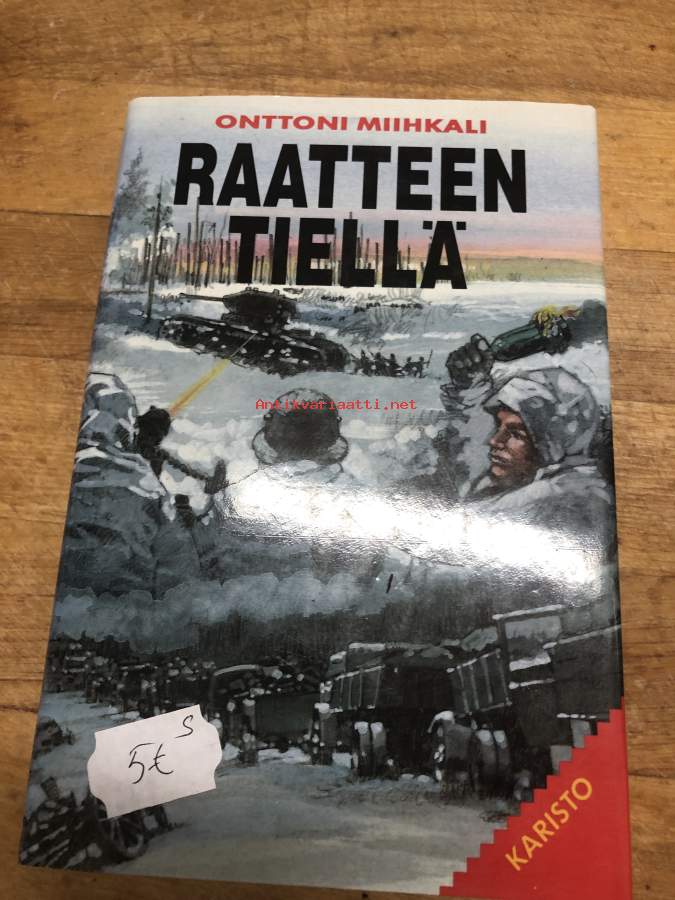 ONTTONI MIIHKALI
RAATTEEN
TIELLÄ
Antikvariaatti.net
S
5€
KARISTO